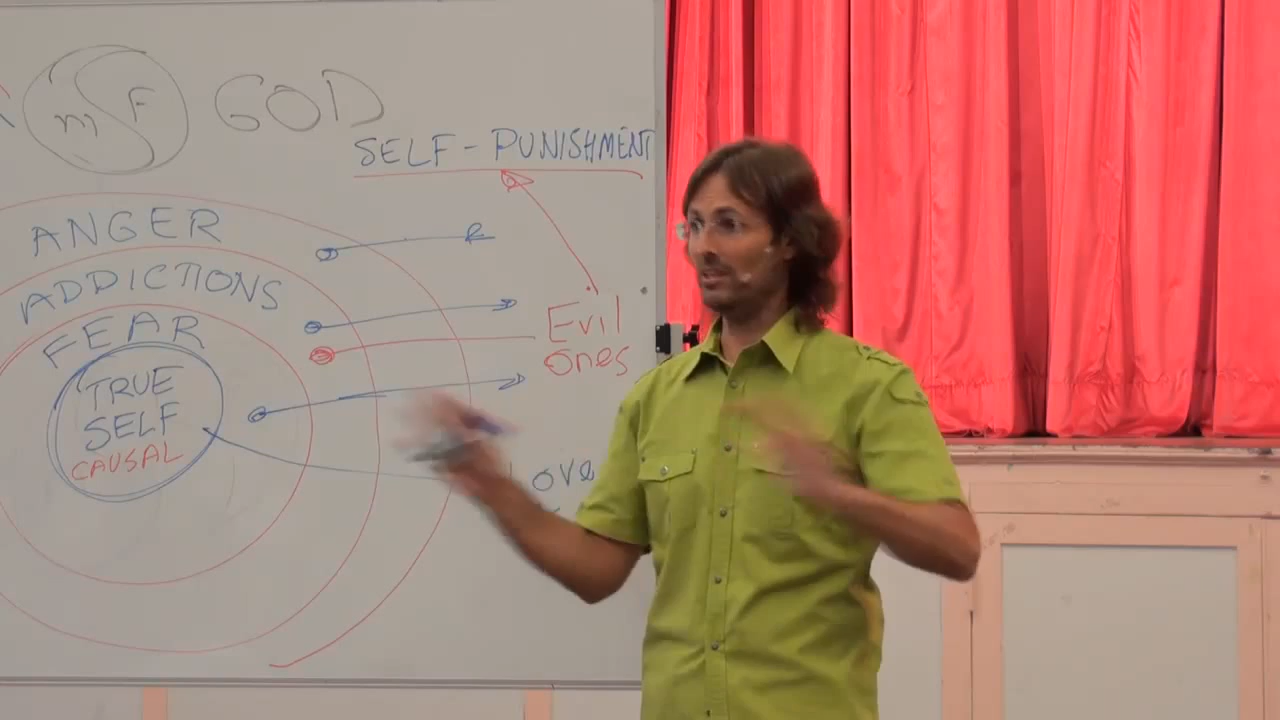 m F GOD
SELF - PUNISHMENT
ANGER
ADDICTIONS
FEAR
Evil
ones
TRUE
SELF
CAUSAL